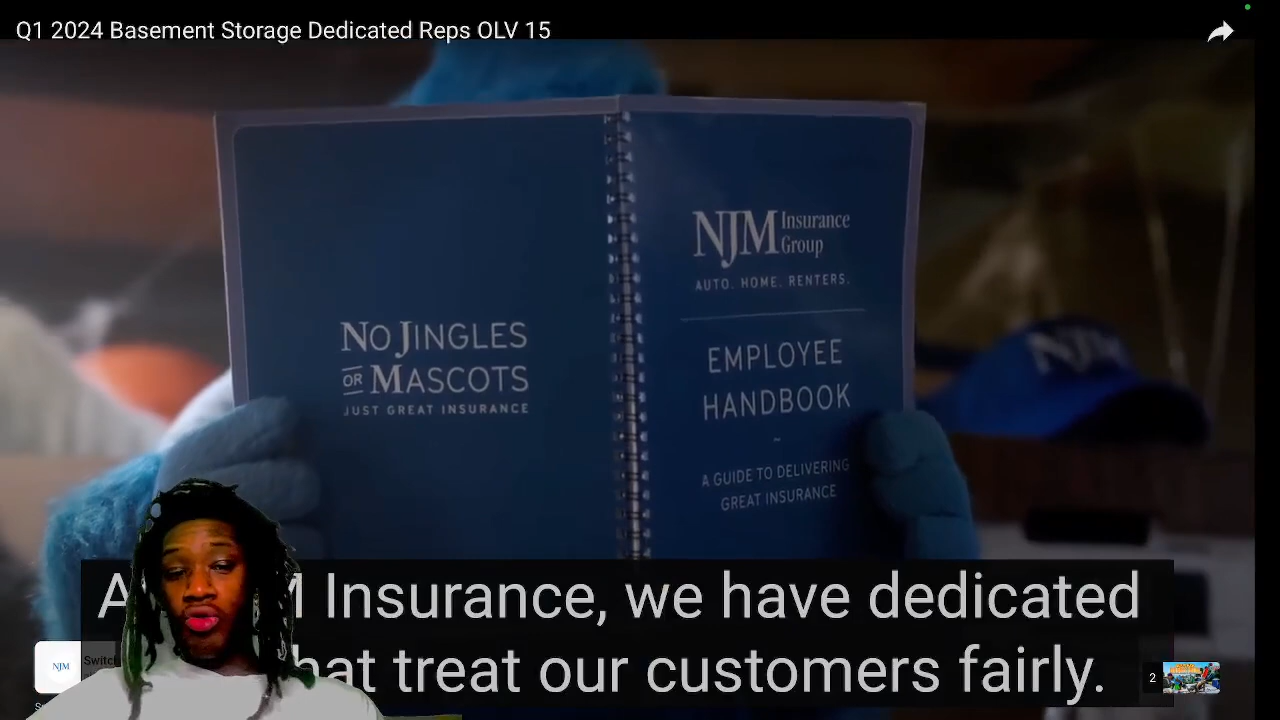 Q1 2024 Basement Storage Dedicated Reps OLV 15
NO JINGLES
OR MASCOTS
JUST GREAT INSURANCE
NJM Insurance
Group
AUTO. HOME. RENTERS.
EMPLOYEE
HANDBOOK
~
A GUIDE TO DELIVERING
GREAT INSURANCE
NJM
A M Insurance, we have dedicated
hat treat our customers fairly.
NJM
Switch
2